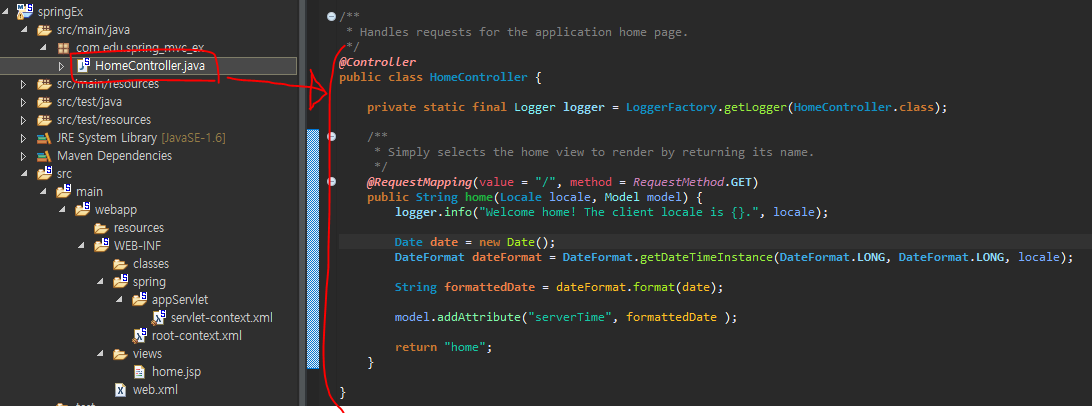 springEx
src/main/java
com.edu.spring_mvc_ex
HomeController.java
src/main/resources
src/test/java
src/test/resources
JRE System Library [JavaSE-1.6]
Maven Dependencies
src
main
webapp
resources
WEB-INF
classes
spring
appServlet
servlet-context.xml
root-context.xml
views
home.jsp
web.xml
/**
* Handles requests for the application home page.
*/
@Controller
public class HomeController {
private static final Logger logger = LoggerFactory.getLogger(HomeController.class);
/**
* Simply selects the home view to render by returning its name.
*/
@RequestMapping(value = "/", method = RequestMethod.GET)
public String home(Locale locale, Model model) {
logger.info("Welcome home! The client locale is {}.", locale);
Date date = new Date();
DateFormat dateFormat = DateFormat.getDateTimeInstance(DateFormat.LONG, DateFormat.LONG, locale);
String formattedDate = dateFormat.format(date);
model.addAttribute("serverTime", formattedDate );
return "home";
}
}